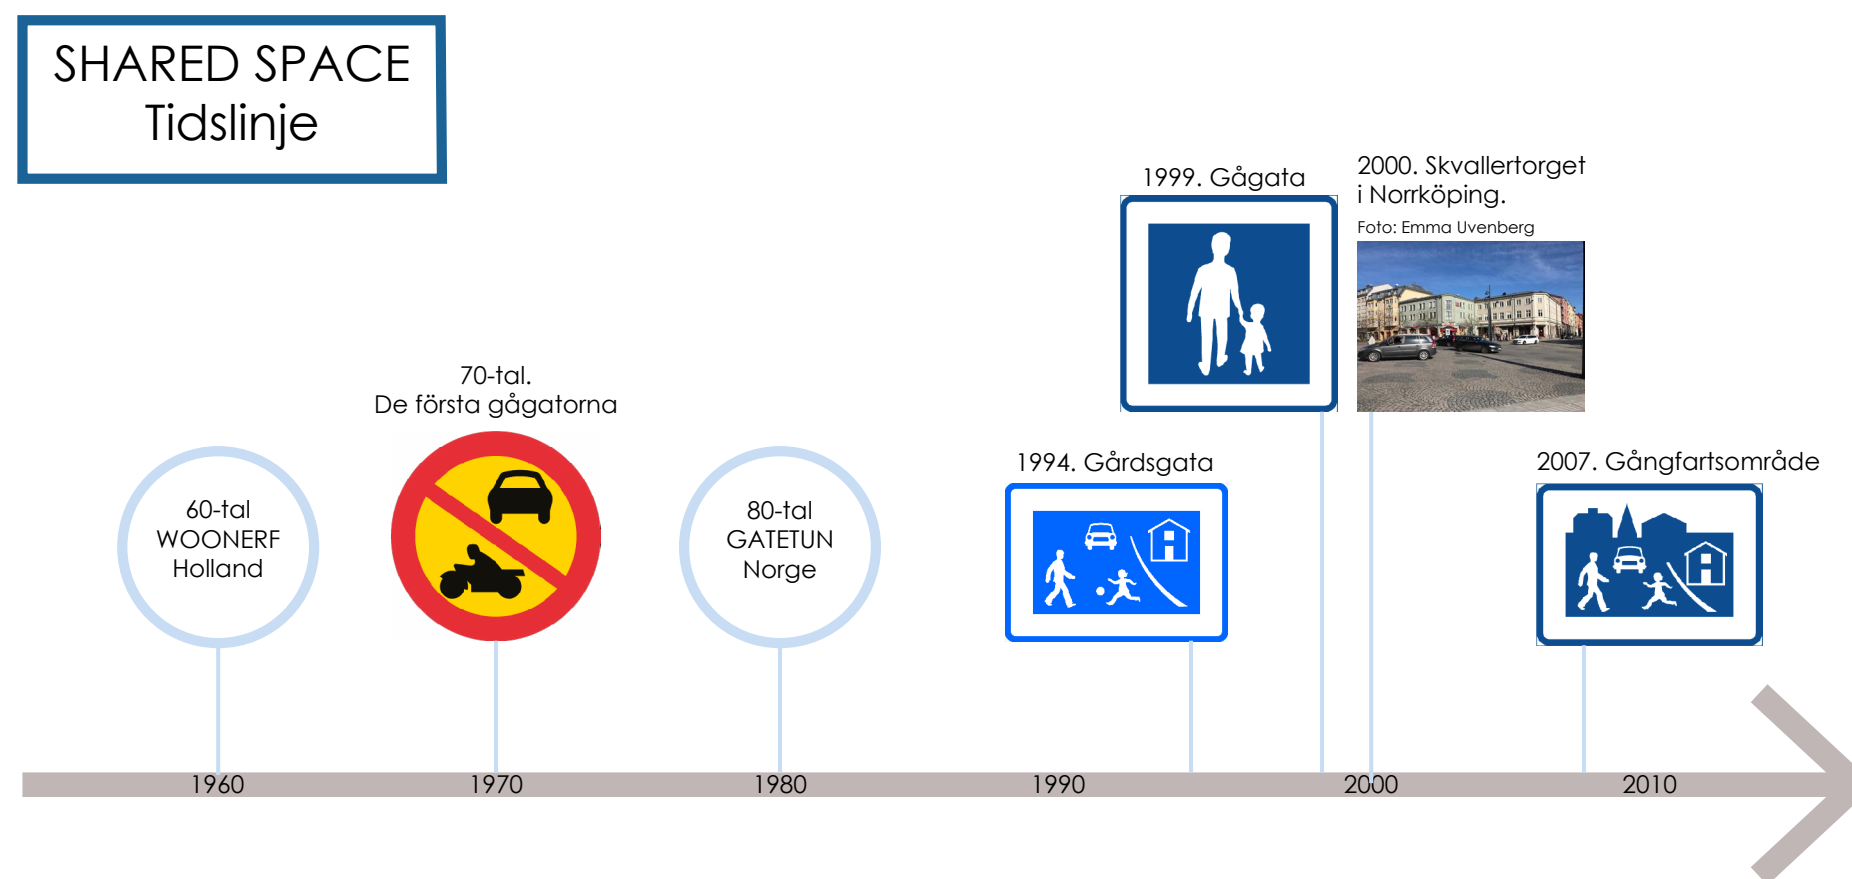 SHARED SPACE
Tidslinje
1999. Gågata
2000. Skvallertorget
i Norrköping.
Foto: Emma Uvenberg
70-tal.
De första gågatorna
1994. Gårdsgata
2007. Gångfartsområde
60-tal
WOONERF
Holland
80-tal
GATETUN
Norge
1960
1970
1980
1990
2000
2010